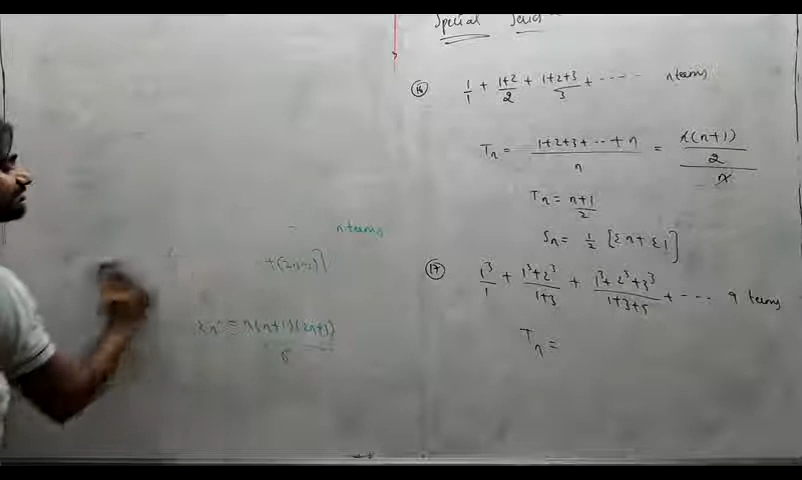 Special Series
(16) 1/1 + (1+2)/2 + (1+2+3)/3 + ----- n terms
Tn = (1+2+3+--+n)/n = (n(n+1)/2)/n
Tn = (n+1)/2
Sn = 1/2 [Σn + Σ1]
(17) 1³/1 + (1³+2³)/(1+3) + (1³+2³+3³)/(1+3+5) + --- 9 terms
Tn =
- n terms
Σn² = n(n+1)(2n+1)/6